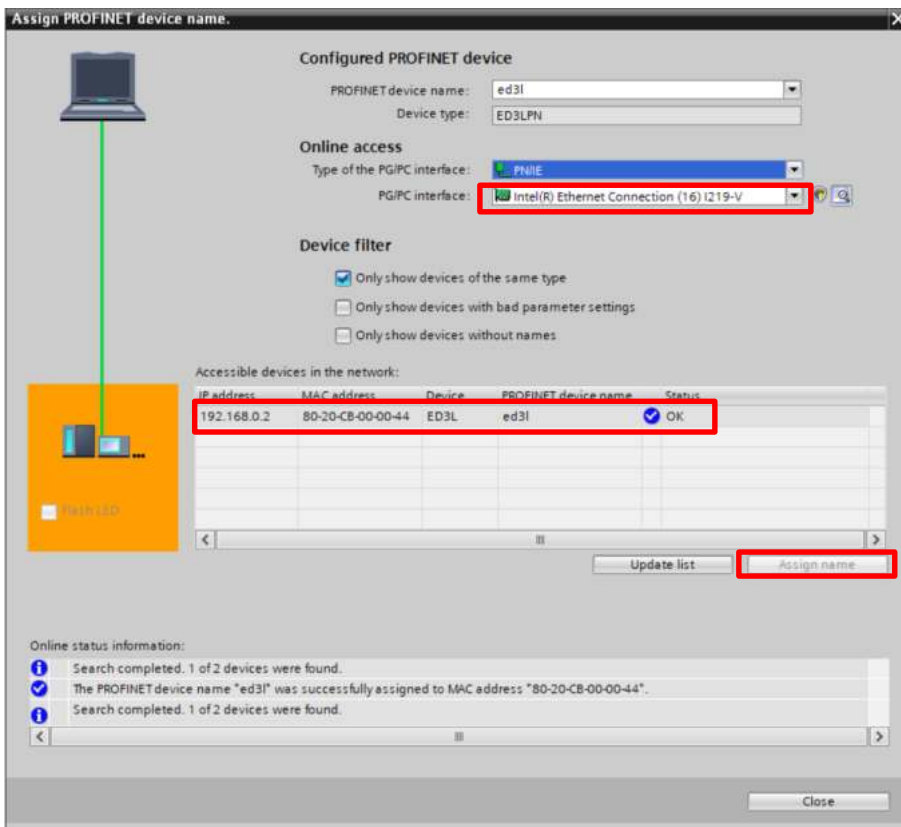 Assign PROFINET device name.
Configured PROFINET device
PROFINET device name: ed3l
Device type: ED3LPN
Online access
Type of the PG/PC interface: PN/IE
PG/PC interface: Intel(R) Ethernet Connection (16) I219-V
Device filter
Only show devices of the same type
Only show devices with bad parameter settings
Only show devices without names
Accessible devices in the network:
IP address MAC address Device PROFINET device name Status
192.168.0.2 80-20-CB-00-00-44 ED3L ed3l OK
Flash LED
Update list Assign name
Online status information:
Search completed. 1 of 2 devices were found.
The PROFINET device name "ed3l" was successfully assigned to MAC address "80-20-CB-00-00-44".
Search completed. 1 of 2 devices were found.
Close